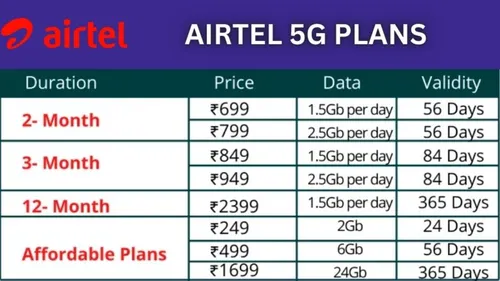 airtel AIRTEL 5G PLANS
Duration Price Data Validity
2- Month ₹699 1.5Gb per day 56 Days
₹799 2.5Gb per day 56 Days
3- Month ₹849 1.5Gb per day 84 Days
₹949 2.5Gb per day 84 Days
12- Month ₹2399 1.5Gb per day 365 Days
Affordable Plans ₹249 2Gb 24 Days
₹499 6Gb 56 Days
₹1699 24Gb 365 Days